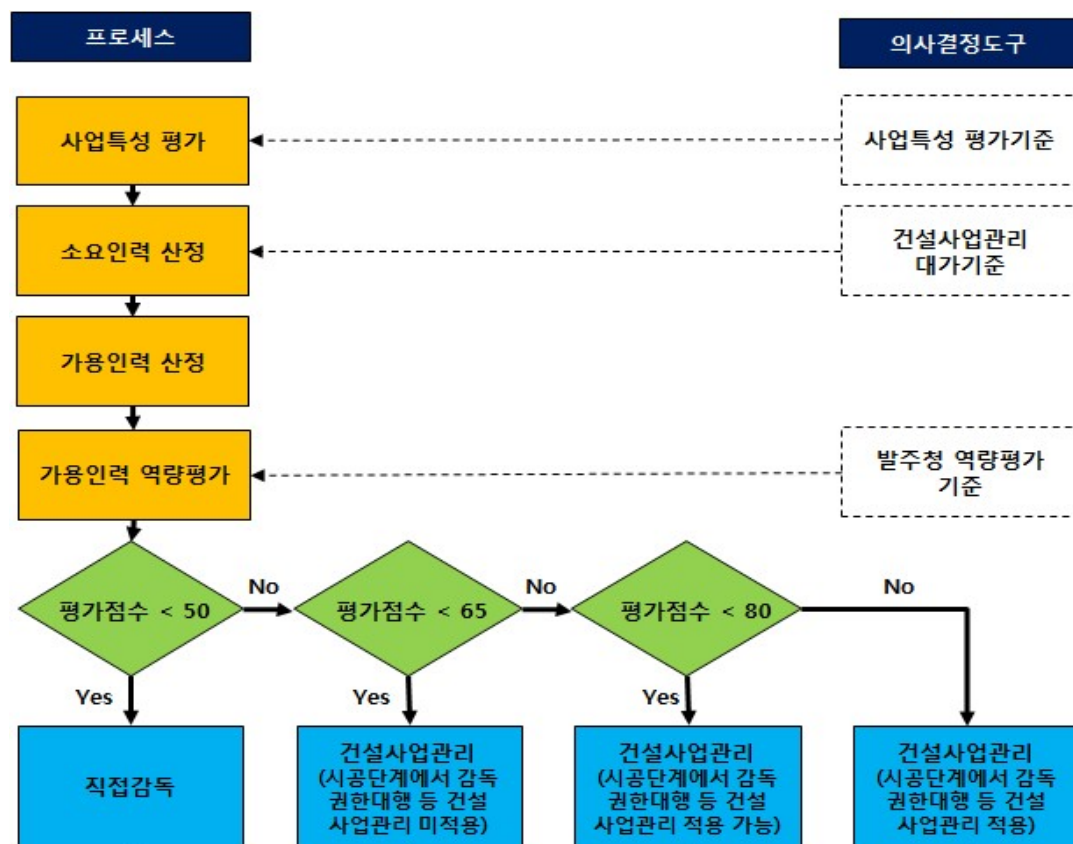 프로세스
의사결정도구
사업특성 평가
사업특성 평가기준
소요인력 산정
건설사업관리
대가기준
가용인력 산정
가용인력 역량평가
발주청 역량평가
기준
평가점수 < 50
No
평가점수 < 65
No
평가점수 < 80
No
Yes
Yes
Yes
직접감독
건설사업관리
(시공단계에서 감독
권한대행 등 건설
사업관리 미적용)
건설사업관리
(시공단계에서 감독
권한대행 등 건설
사업관리 적용 가능)
건설사업관리
(시공단계에서 감독
권한대행 등 건설
사업관리 적용)